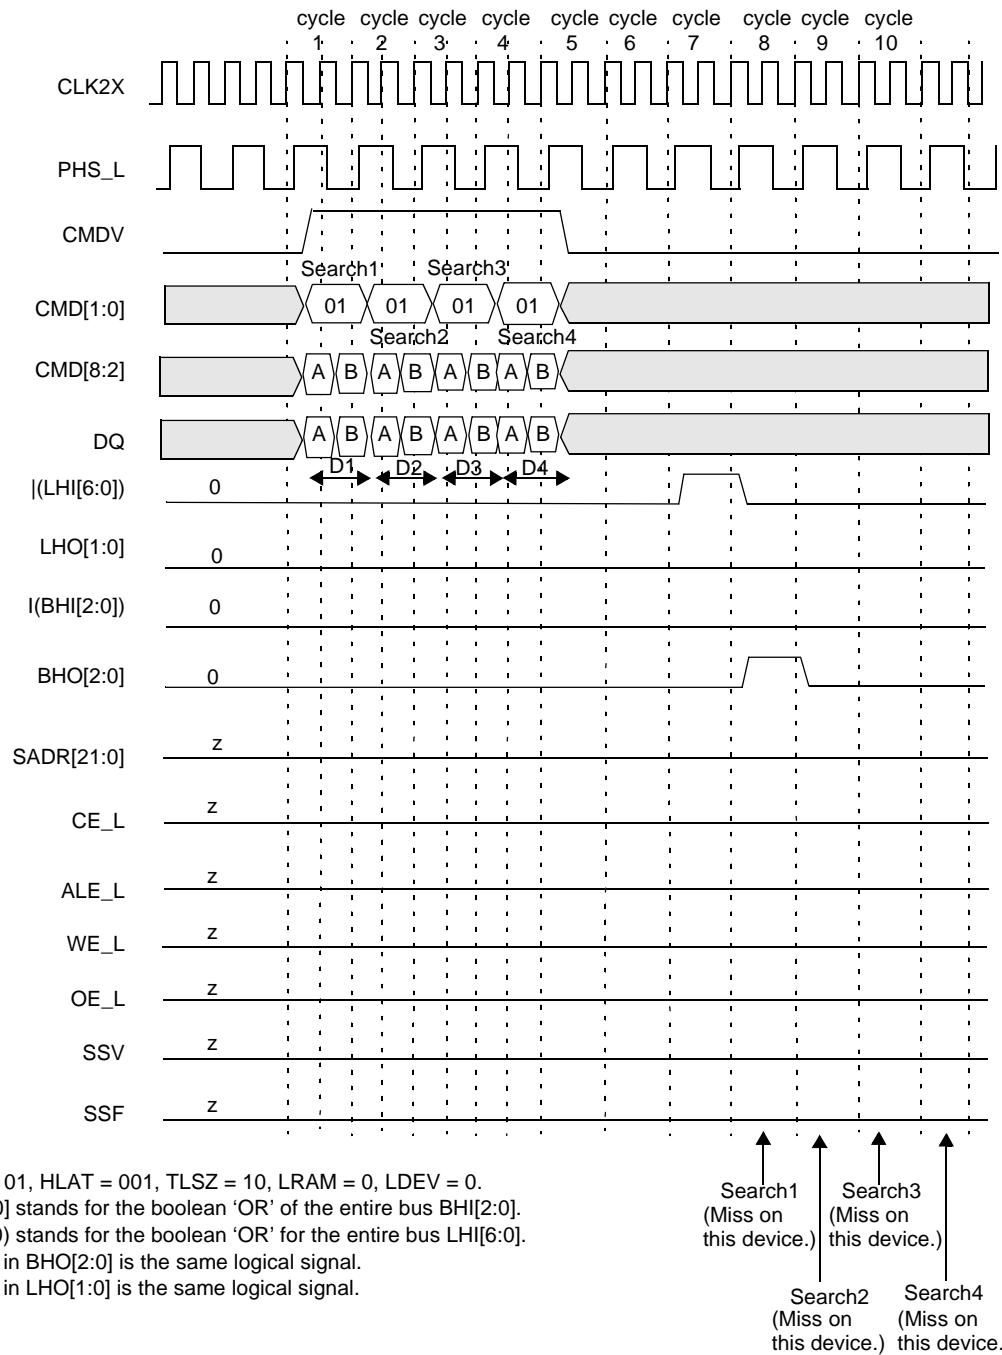 cycle cycle cycle cycle cycle cycle cycle cycle cycle cycle
1 2 3 4 5 6 7 8 9 10
CLK2X
PHS_L
CMDV
Search1 Search3
CMD[1:0] 01 01 01 01
Search2 Search4
CMD[8:2] A B A B A B A B
DQ A B A B A B A B
D1 D2 D3 D4
|(LHI[6:0]) 0
LHO[1:0] 0
I(BHI[2:0]) 0
BHO[2:0] 0
SADR[21:0] z
CE_L z
ALE_L z
WE_L z
OE_L z
SSV z
SSF z
01, HLAT = 001, TLSZ = 10, LRAM = 0, LDEV = 0.
0] stands for the boolean ‘OR’ of the entire bus BHI[2:0].
0) stands for the boolean ‘OR’ for the entire bus LHI[6:0].
in BHO[2:0] is the same logical signal.
in LHO[1:0] is the same logical signal.
Search1
(Miss on
this device.)
Search3
(Miss on
this device.)
Search2
(Miss on
this device.)
Search4
(Miss on
this device.